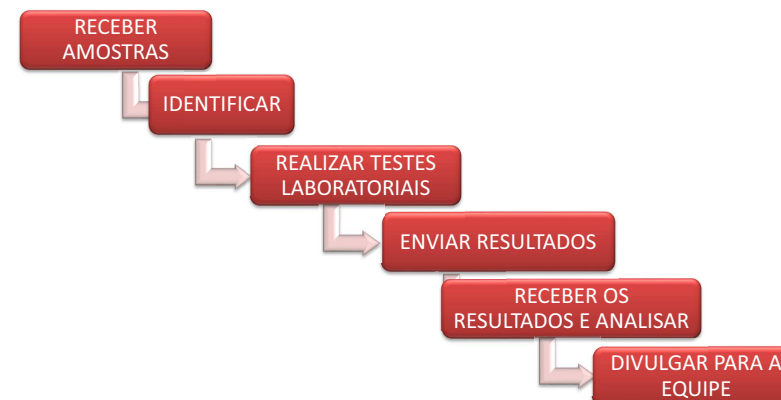 RECEBER
AMOSTRAS
IDENTIFICAR
REALIZAR TESTES
LABORATORIAIS
ENVIAR RESULTADOS
RECEBER OS
RESULTADOS E ANALISAR
DIVULGAR PARA A
EQUIPE